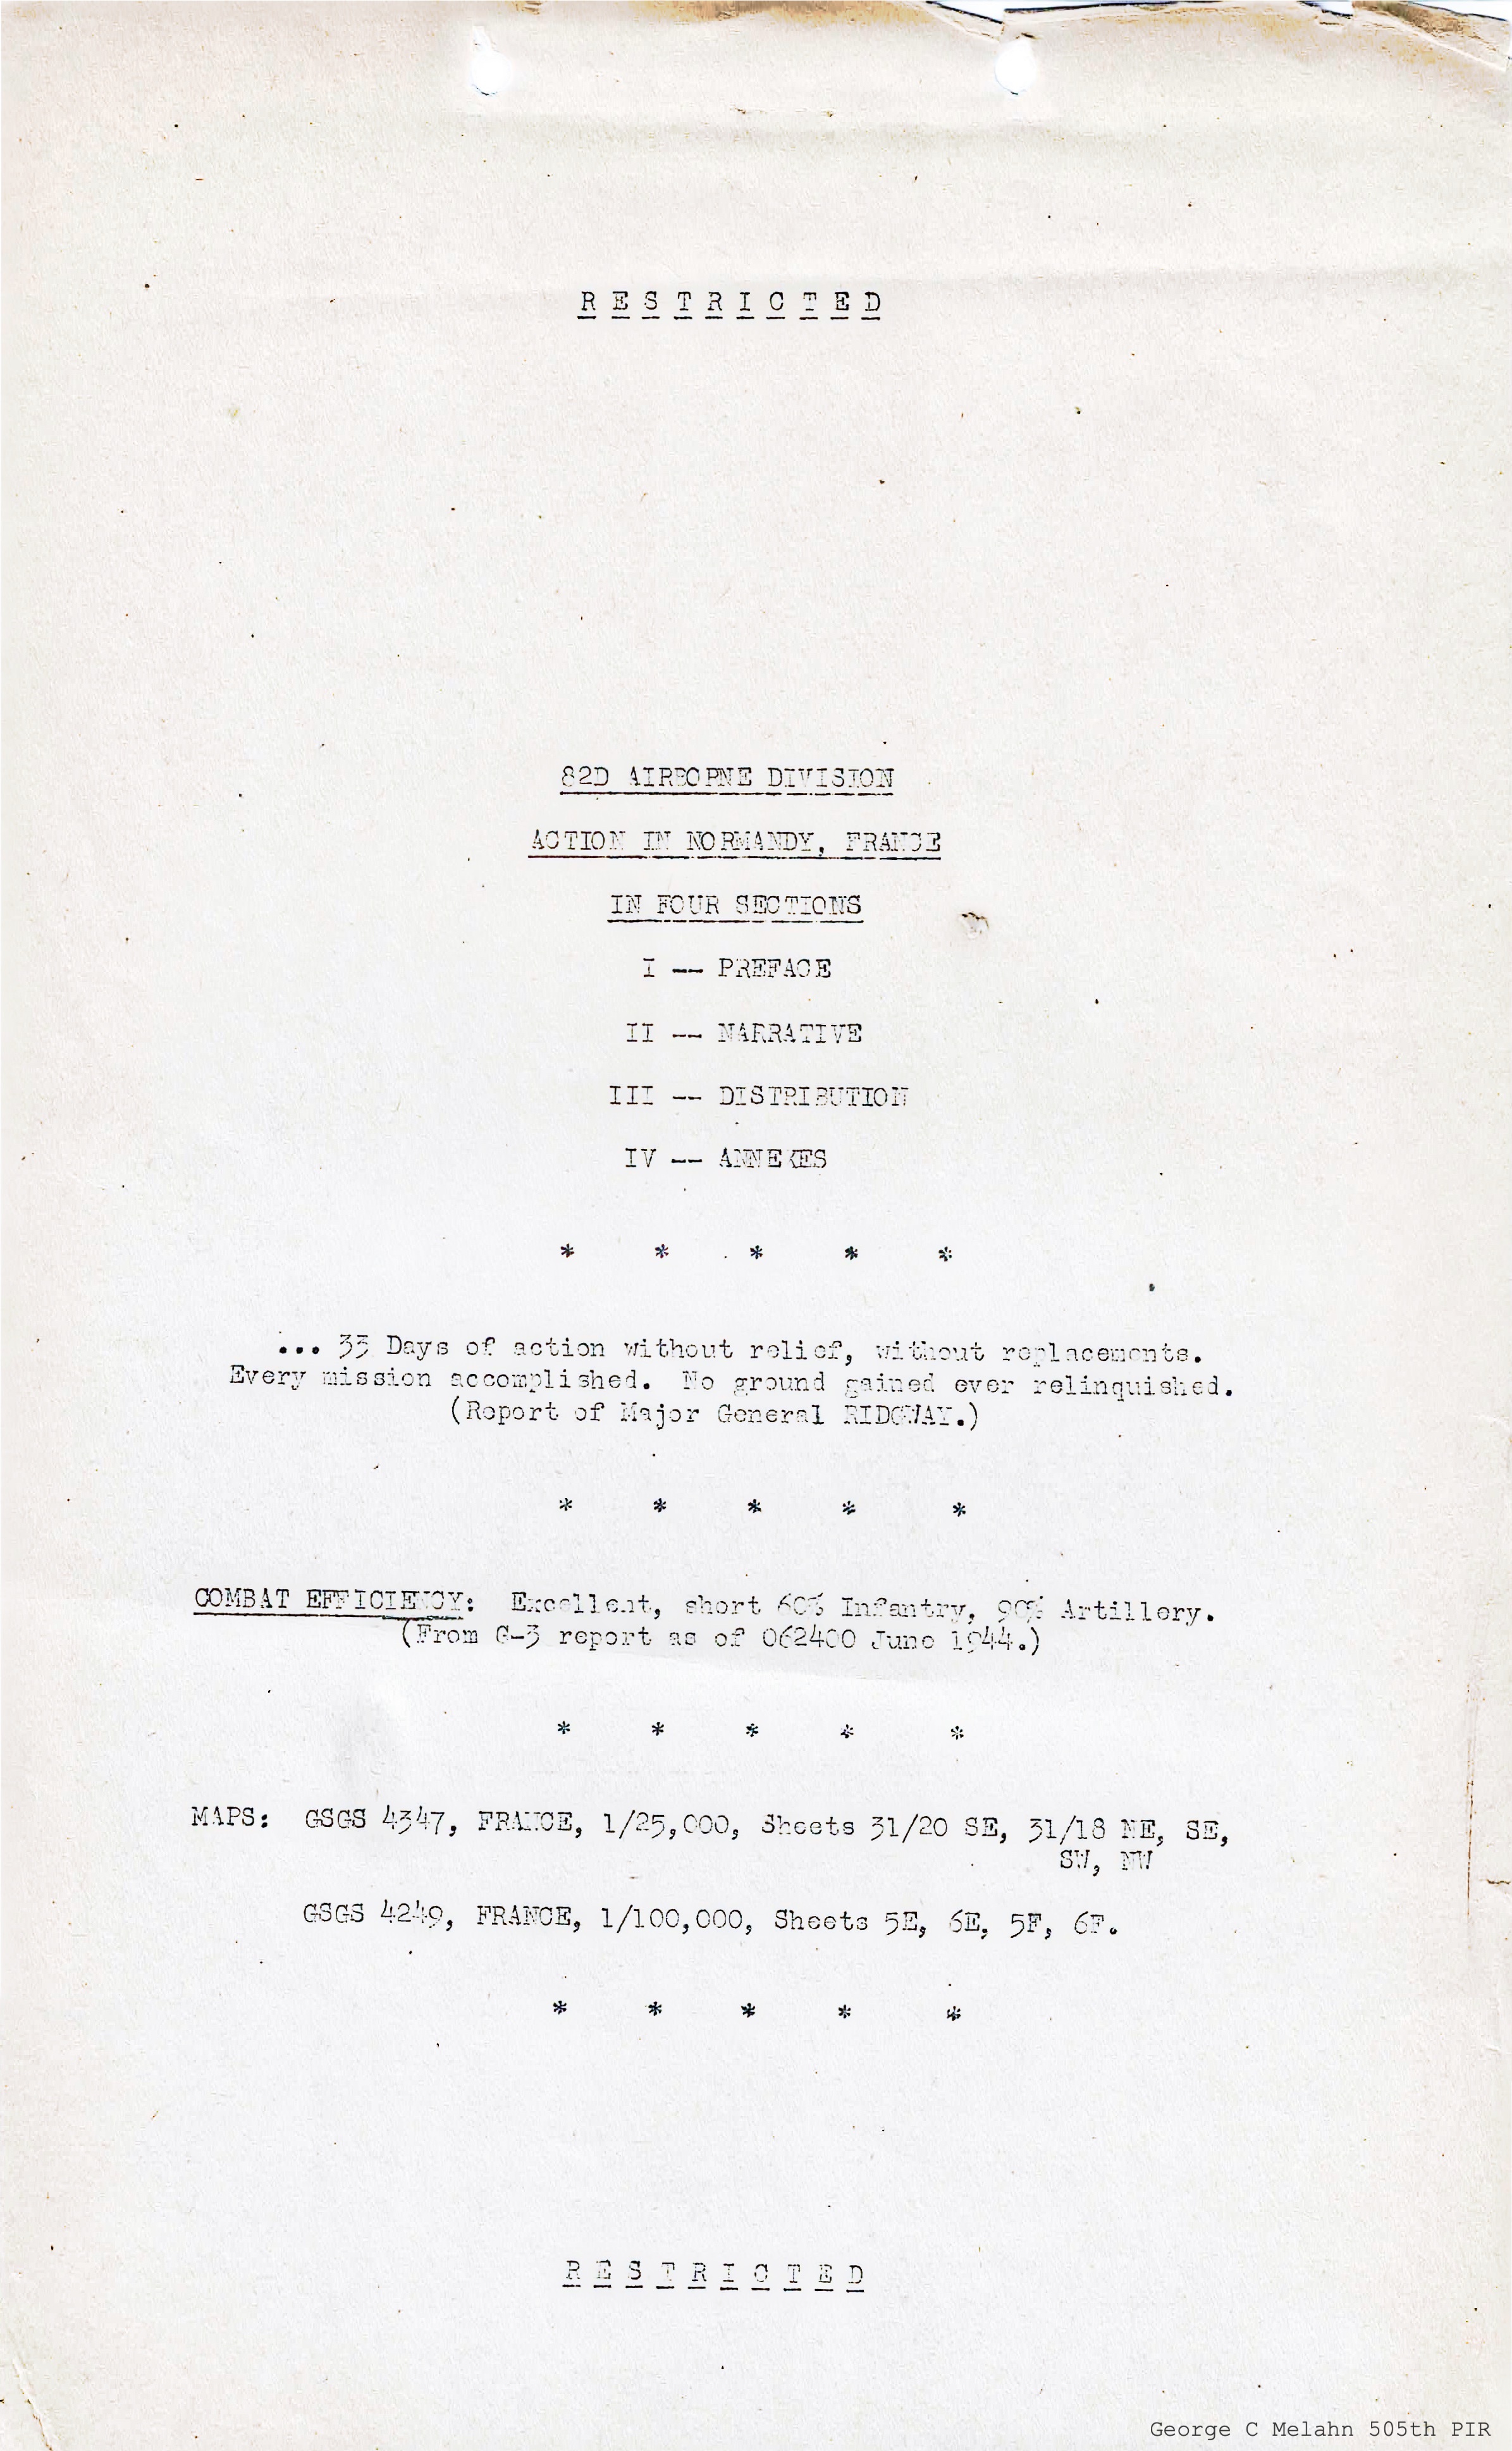 R E S T R I C T E D
82D AIRBORNE DIVISION
ACTION IN NORMANDY, FRANCE
IN FOUR SECTIONS
I -- PREFACE
II -- NARRATIVE
III -- DISTRIBUTION
IV -- ANNEXES
* * * * *
... 33 Days of action without relief, without replacements.
Every mission accomplished. No ground gained ever relinquished.
(Report of Major General RIDGWAY.)
* * * * *
COMBAT EFFICIENCY: Excellent, short 60% Infantry, 90% Artillery.
(From G-3 report as of 062400 June 1944.)
* * * * *
MAPS: GSGS 4347, FRANCE, 1/25,000, Sheets 31/20 SE, 31/18 NE, SE,
SW, NW
GSGS 4249, FRANCE, 1/100,000, Sheets 5E, 6E, 5F, 6F.
* * * * *
R E S T R I C T E D
George C Melahn 505th PIR